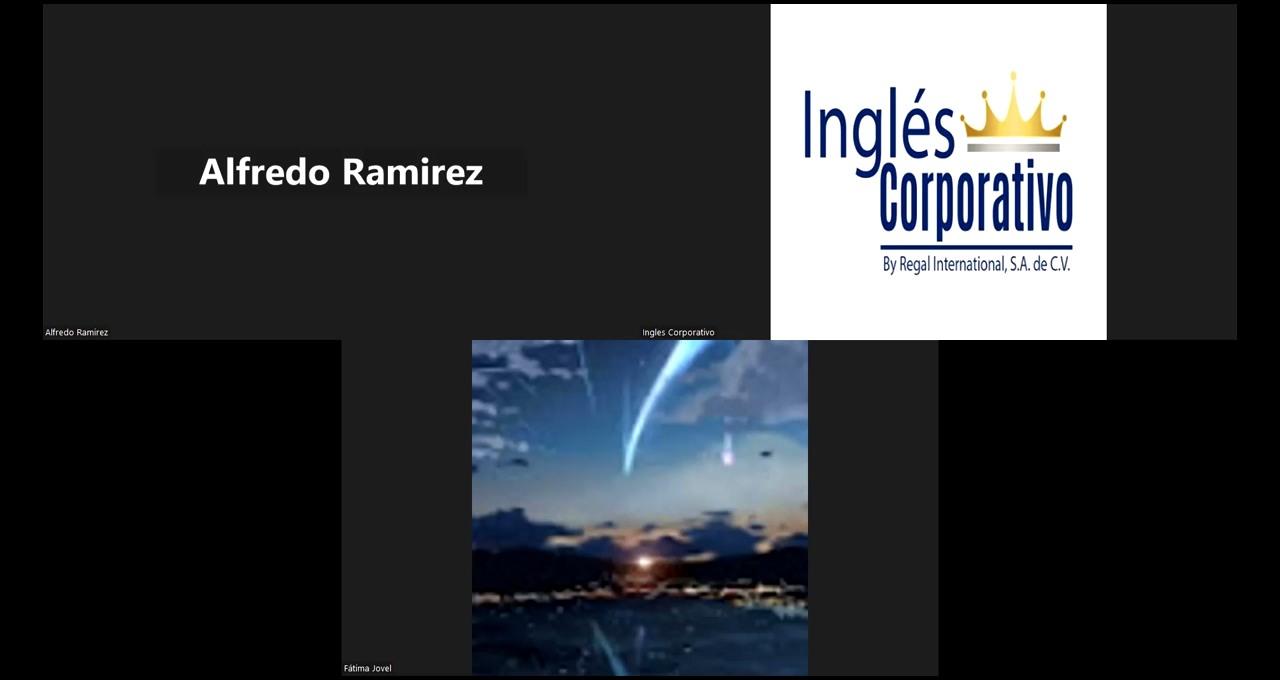 Alfredo Ramirez
Alfredo Ramirez
Inglés
Corporativo
By Regal International, S.A. de C.V.
Ingles Corporativo
Fátima Jovel